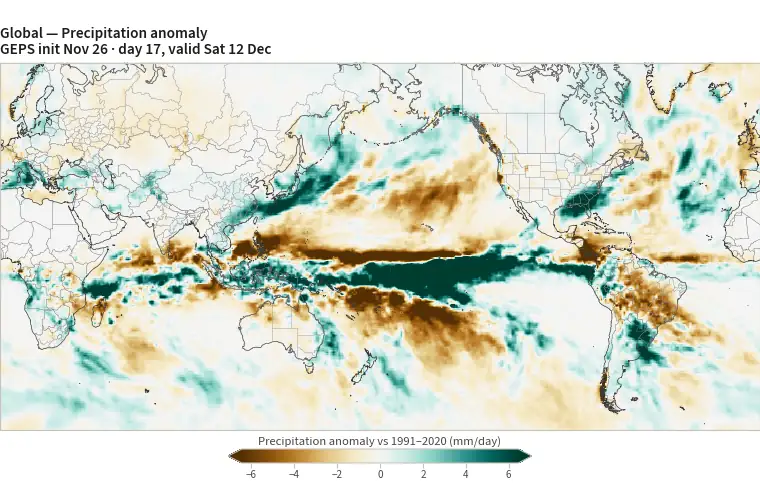 Global — Precipitation anomaly
GEPS init Nov 26 · day 17, valid Sat 12 Dec
Precipitation anomaly vs 1991–2020 (mm/day)
−6 −4 −2 0 2 4 6